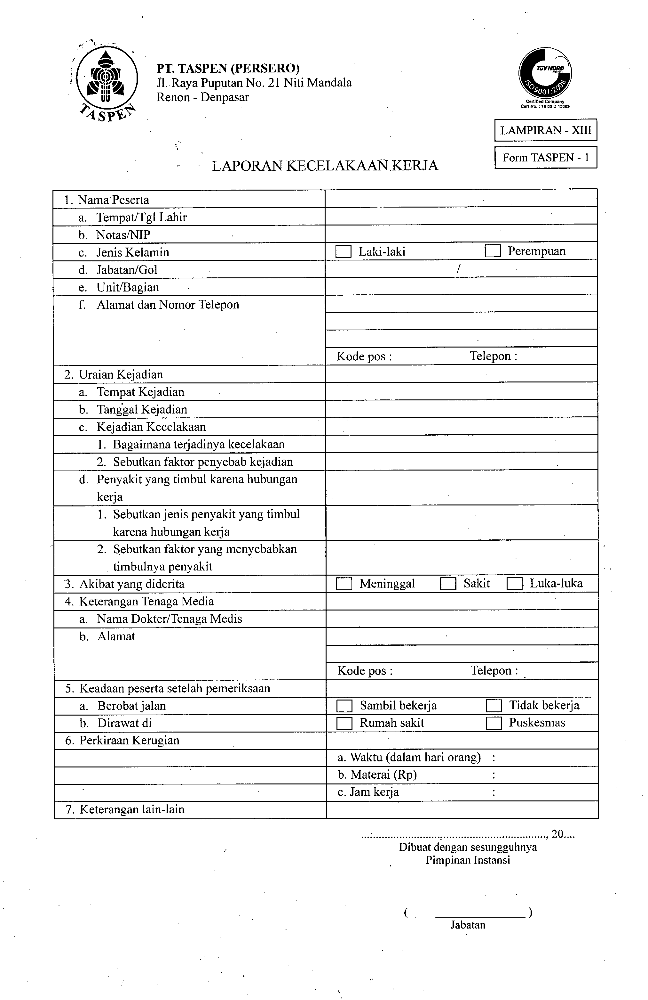 TASPEN
PT. TASPEN (PERSERO)
Jl. Raya Puputan No. 21 Niti Mandala
Renon - Denpasar
TÜV NORD
Indonesia
ISO 9001:2008
Certified Company
Cert No. : 16 00 D 15069
LAMPIRAN - XIII
Form TASPEN - 1
LAPORAN KECELAKAAN KERJA
1. Nama Peserta
a. Tempat/Tgl Lahir
b. Notas/NIP
c. Jenis Kelamin Laki-laki Perempuan
d. Jabatan/Gol /
e. Unit/Bagian
f. Alamat dan Nomor Telepon
Kode pos : Telepon :
2. Uraian Kejadian
a. Tempat Kejadian
b. Tanggal Kejadian
c. Kejadian Kecelakaan
1. Bagaimana terjadinya kecelakaan
2. Sebutkan faktor penyebab kejadian
d. Penyakit yang timbul karena hubungan
kerja
1. Sebutkan jenis penyakit yang timbul
karena hubungan kerja
2. Sebutkan faktor yang menyebabkan
timbulnya penyakit
3. Akibat yang diderita Meninggal Sakit Luka-luka
4. Keterangan Tenaga Media
a. Nama Dokter/Tenaga Medis
b. Alamat
Kode pos : Telepon :
5. Keadaan peserta setelah pemeriksaan
a. Berobat jalan Sambil bekerja Tidak bekerja
b. Dirawat di Rumah sakit Puskesmas
6. Perkiraan Kerugian
a. Waktu (dalam hari orang) :
b. Materai (Rp) :
c. Jam kerja :
7. Keterangan lain-lain
............................,..................................., 20....
Dibuat dengan sesungguhnya
Pimpinan Instansi
(____________________)
Jabatan